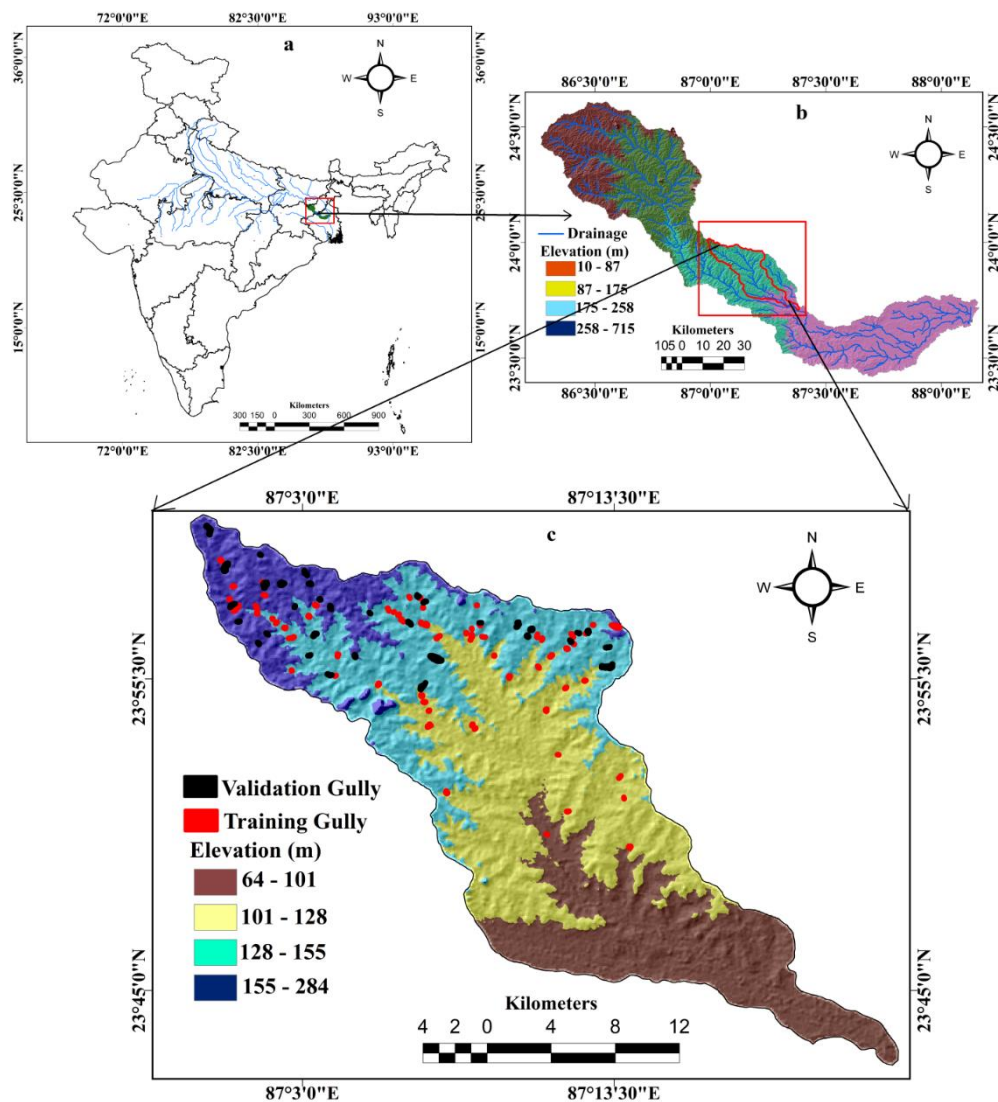 72°0'0"E 82°30'0"E 93°0'0"E
a
N
W E
S
36°0'0"N 36°0'0"N
25°30'0"N 25°30'0"N
15°0'0"N 15°0'0"N
Kilometers
300 150 0 300 600 900
72°0'0"E 82°30'0"E 93°0'0"E
86°30'0"E 87°0'0"E 87°30'0"E 88°0'0"E
b
N
W E
S
24°30'0"N 24°30'0"N
24°0'0"N 24°0'0"N
23°30'0"N 23°30'0"N
Drainage
Elevation (m)
10 - 87
87 - 175
175 - 258
258 - 715
Kilometers
105 0 10 20 30
86°30'0"E 87°0'0"E 87°30'0"E 88°0'0"E
87°3'0"E 87°13'30"E
c
N
W E
S
23°55'30"N 23°55'30"N
Validation Gully
Training Gully
Elevation (m)
64 - 101
101 - 128
128 - 155
155 - 284
23°45'0"N 23°45'0"N
Kilometers
4 2 0 4 8 12
87°3'0"E 87°13'30"E